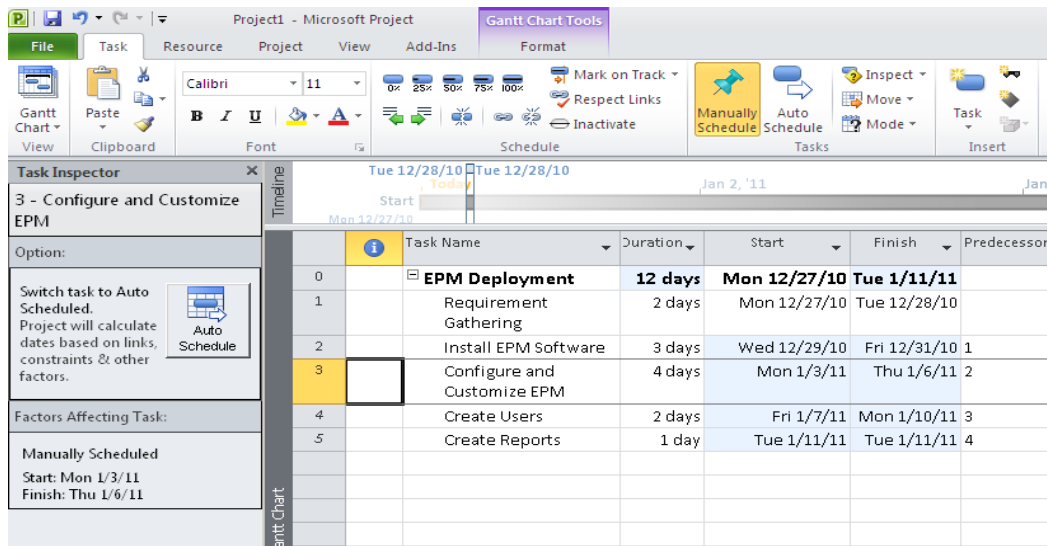 Project1 - Microsoft Project
Gantt Chart Tools
File Task Resource Project View Add-Ins Format
Calibri 11
0% 25% 50% 75% 100%
Mark on Track
Respect Links
Inactivate
Inspect
Move
Mode
Gantt
Chart
Paste
B I U
A
Manually
Schedule
Auto
Schedule
Task
View Clipboard Font Schedule Tasks Insert
Task Inspector
3 - Configure and Customize
EPM
Option:
Switch task to Auto
Scheduled.
Project will calculate
dates based on links,
constraints & other
factors.
Auto
Schedule
Factors Affecting Task:
Manually Scheduled
Start: Mon 1/3/11
Finish: Thu 1/6/11
Timeline
Tue 12/28/10 Tue 12/28/10
Today Jan 2, '11 Jan
Start
Mon 12/27/10
Task Name Duration Start Finish Predecessor
0 EPM Deployment 12 days Mon 12/27/10 Tue 1/11/11
1 Requirement 2 days Mon 12/27/10 Tue 12/28/10
Gathering
2 Install EPM Software 3 days Wed 12/29/10 Fri 12/31/10 1
3 Configure and 4 days Mon 1/3/11 Thu 1/6/11 2
Customize EPM
4 Create Users 2 days Fri 1/7/11 Mon 1/10/11 3
5 Create Reports 1 day Tue 1/11/11 Tue 1/11/11 4
antt Chart